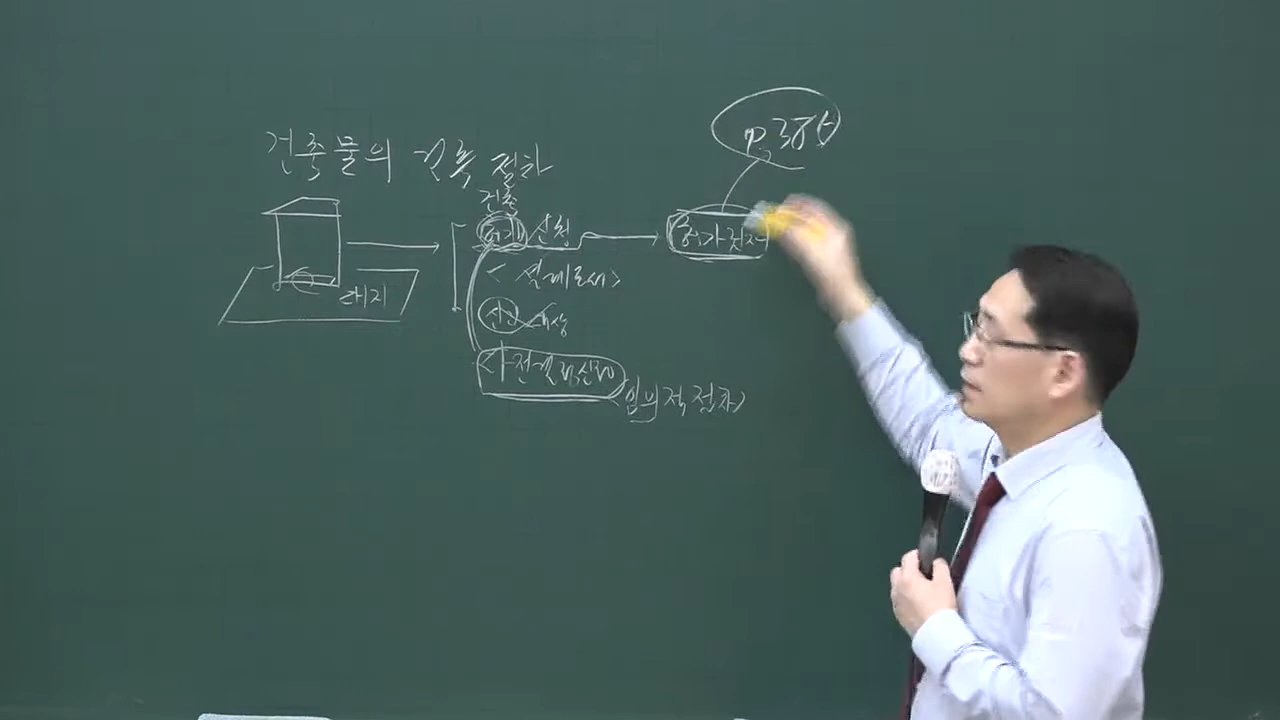 건축물의 건축 절차
건축
허가 신청
<설계도서>
신고 대상
사전결정신청
임의적 절차)
대지
허가권자